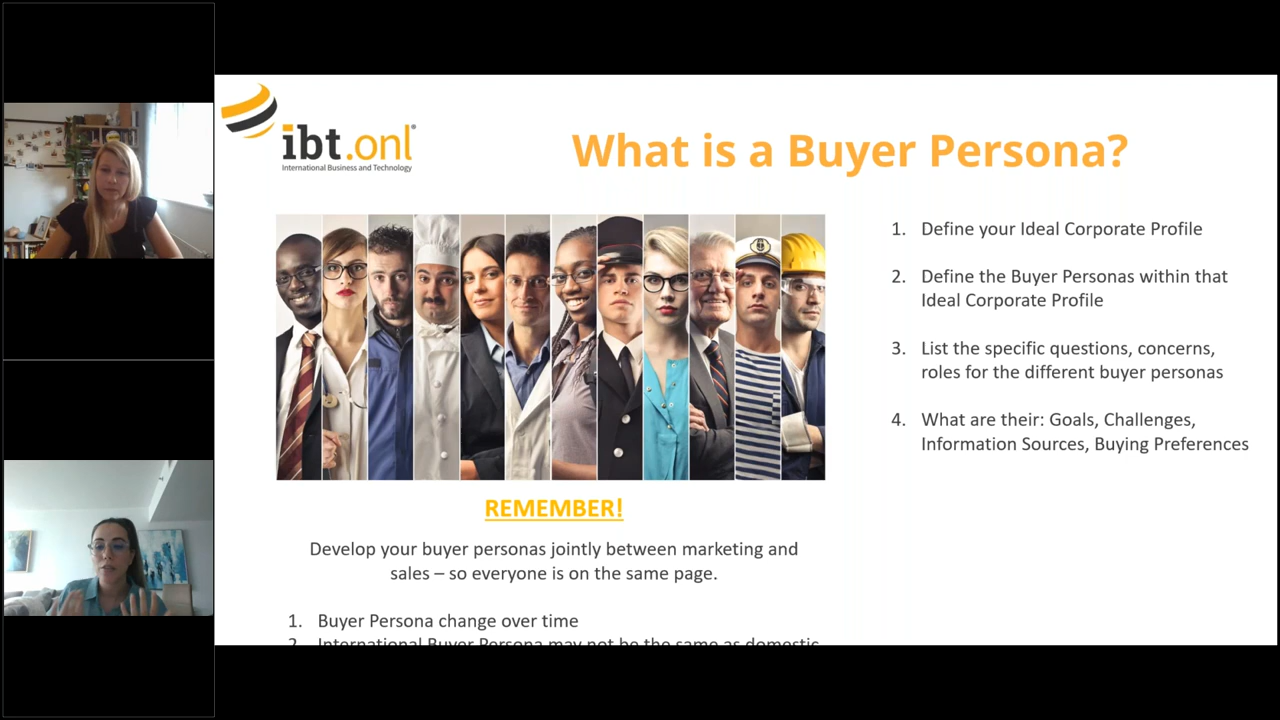 ibt.onl®
International Business and Technology
What is a Buyer Persona?
1. Define your Ideal Corporate Profile
2. Define the Buyer Personas within that
Ideal Corporate Profile
3. List the specific questions, concerns,
roles for the different buyer personas
4. What are their: Goals, Challenges,
Information Sources, Buying Preferences
REMEMBER!
Develop your buyer personas jointly between marketing and
sales – so everyone is on the same page.
1. Buyer Persona change over time
2. International Buyer Persona may not be the same as domestic